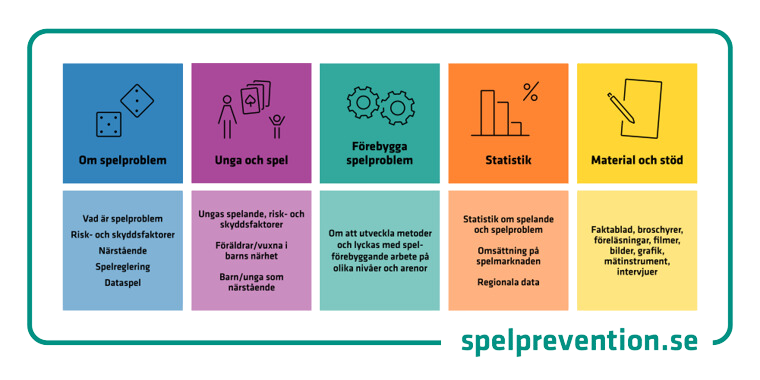 Om spelproblem
Unga och spel
Förebygga
spelproblem
Statistik
Material och stöd
Vad är spelproblem
Risk- och skyddsfaktorer
Närstående
Spelreglering
Dataspel
Ungas spelande, risk- och
skyddsfaktorer
Föräldrar/vuxna i
barns närhet
Barn/unga som
närstående
Om att utveckla metoder
och lyckas med spel-
förebyggande arbete på
olika nivåer och arenor
Statistik om spelande
och spelproblem
Omsättning på
spelmarknaden
Regionala data
Faktablad, broschyrer,
föreläsningar, filmer,
bilder, grafik,
mätinstrument,
intervjuer
spelprevention.se